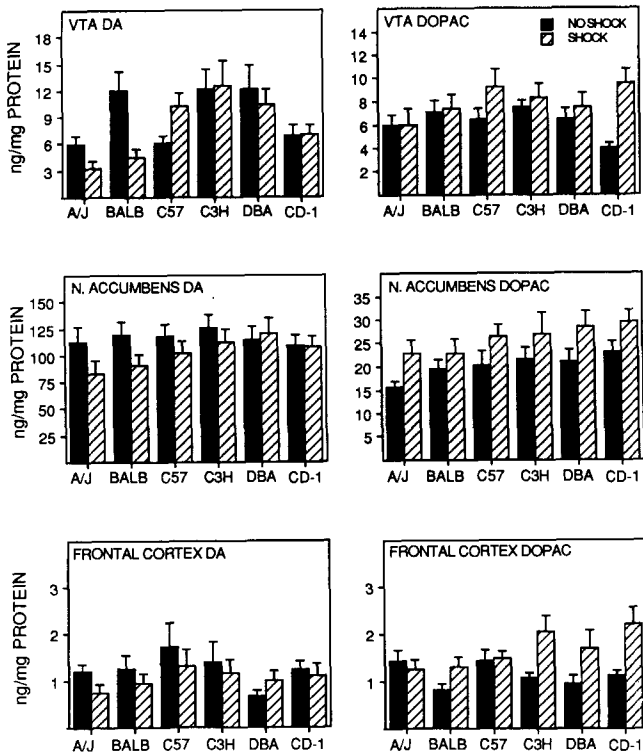 VTA DA
ng/mg PROTEIN
18
15
12
9
6
3
A/J BALB C57 C3H DBA CD-1
VTA DOPAC
NO SHOCK
SHOCK
16
14
12
10
8
6
4
2
A/J BALB C57 C3H DBA CD-1
N. ACCUMBENS DA
ng/mg PROTEIN
150
125
100
75
50
25
A/J BALB C57 C3H DBA CD-1
N. ACCUMBENS DOPAC
35
30
25
20
15
10
5
A/J BALB C57 C3H DBA CD-1
FRONTAL CORTEX DA
ng/mg PROTEIN
3
2
1
A/J BALB C57 C3H DBA CD-1
FRONTAL CORTEX DOPAC
3
2
1
A/J BALB C57 C3H DBA CD-1